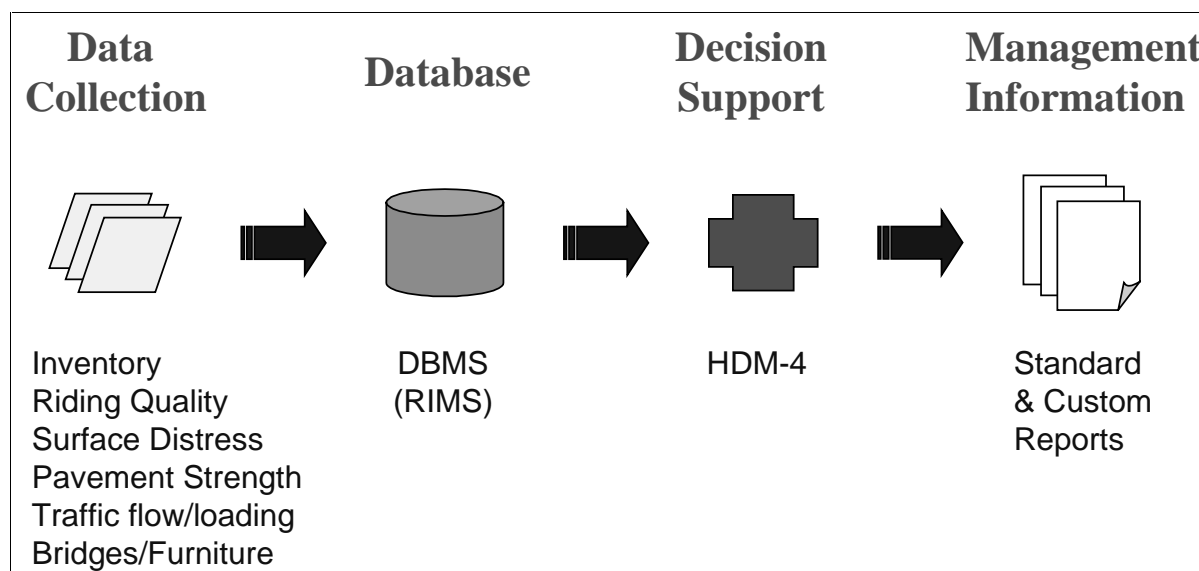 Data
Collection
Database
Decision
Support
Management
Information
Inventory
Riding Quality
Surface Distress
Pavement Strength
Traffic flow/loading
Bridges/Furniture
DBMS
(RIMS)
HDM-4
Standard
& Custom
Reports